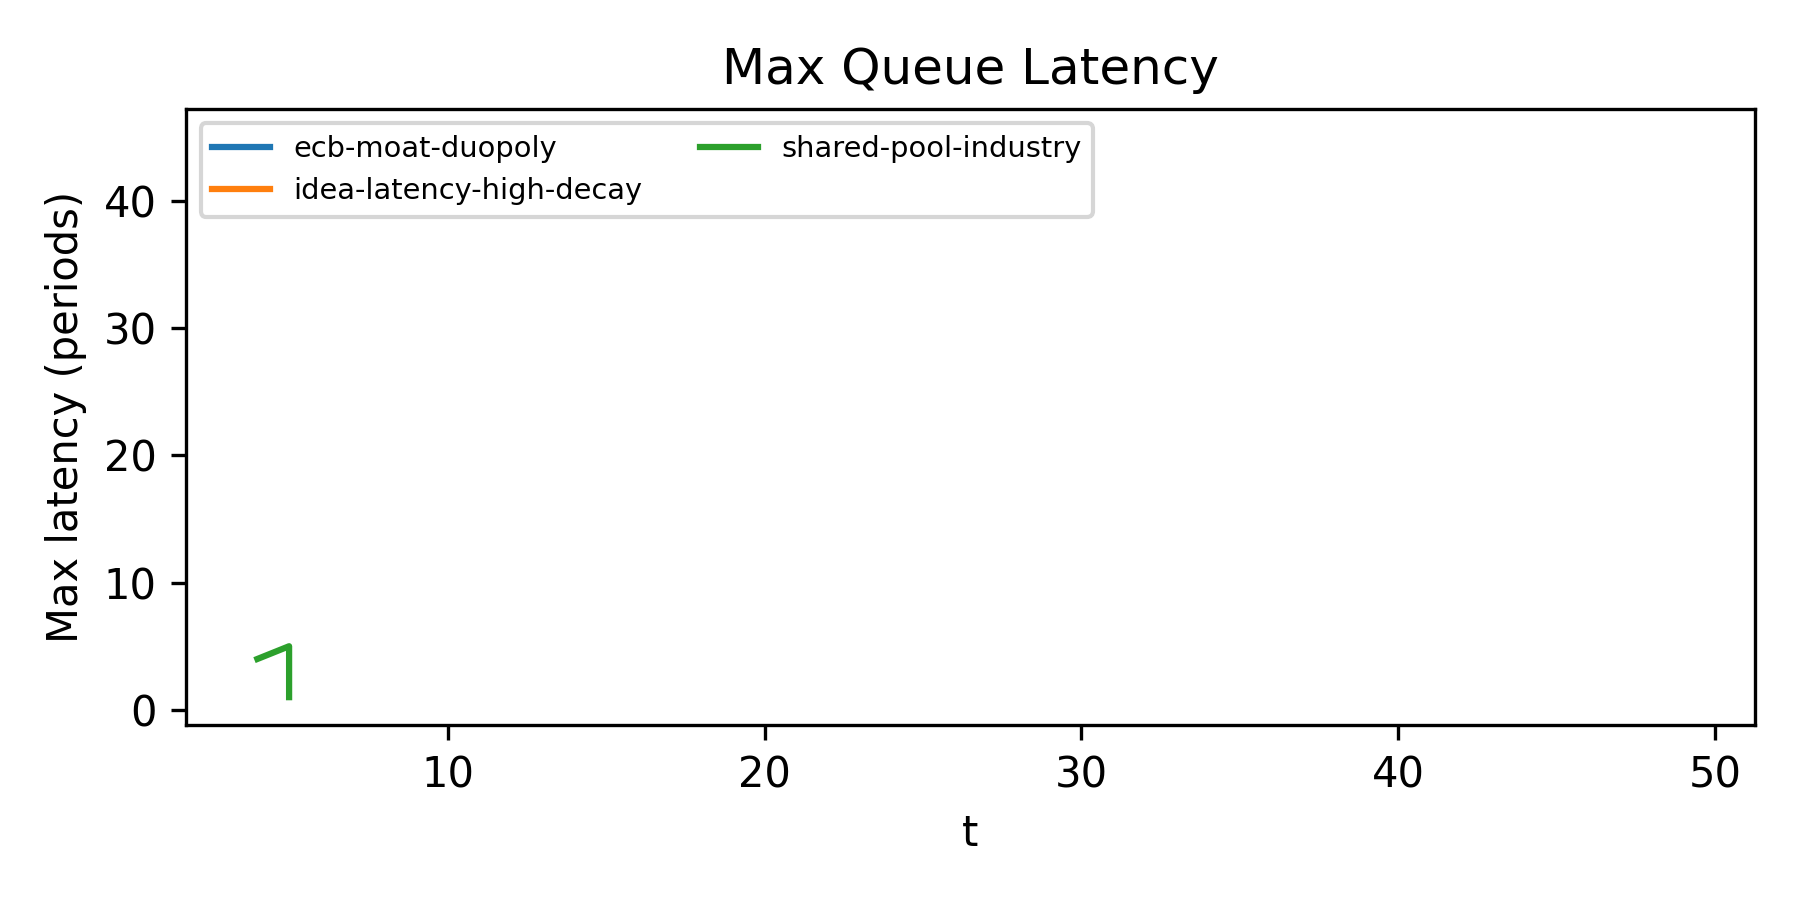 Max Queue Latency
ecb-moat-duopoly
idea-latency-high-decay
shared-pool-industry
Max latency (periods)
40
30
20
10
0
10 20 30 40 50
t